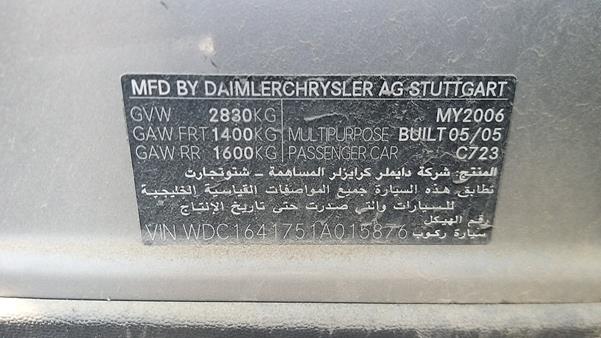 MFD BY DAIMLERCHRYSLER AG STUTTGART
GVW 2830KG MY2006
GAW FRT 1400KG MULTIPURPOSE BUILT 05/05
GAW RR 1600KG PASSENGER CAR C723
المنتج: شركة دايملر كرايزلر المساهمة – شتوتجارت
تطابق هذه السيارة جميع المواصفات القياسية الخليجية
للسيارات والتي صدرت حتى تاريخ الإنتاج
رقم الهيكل
VIN WDC1641751A015876 سيارة ركوب